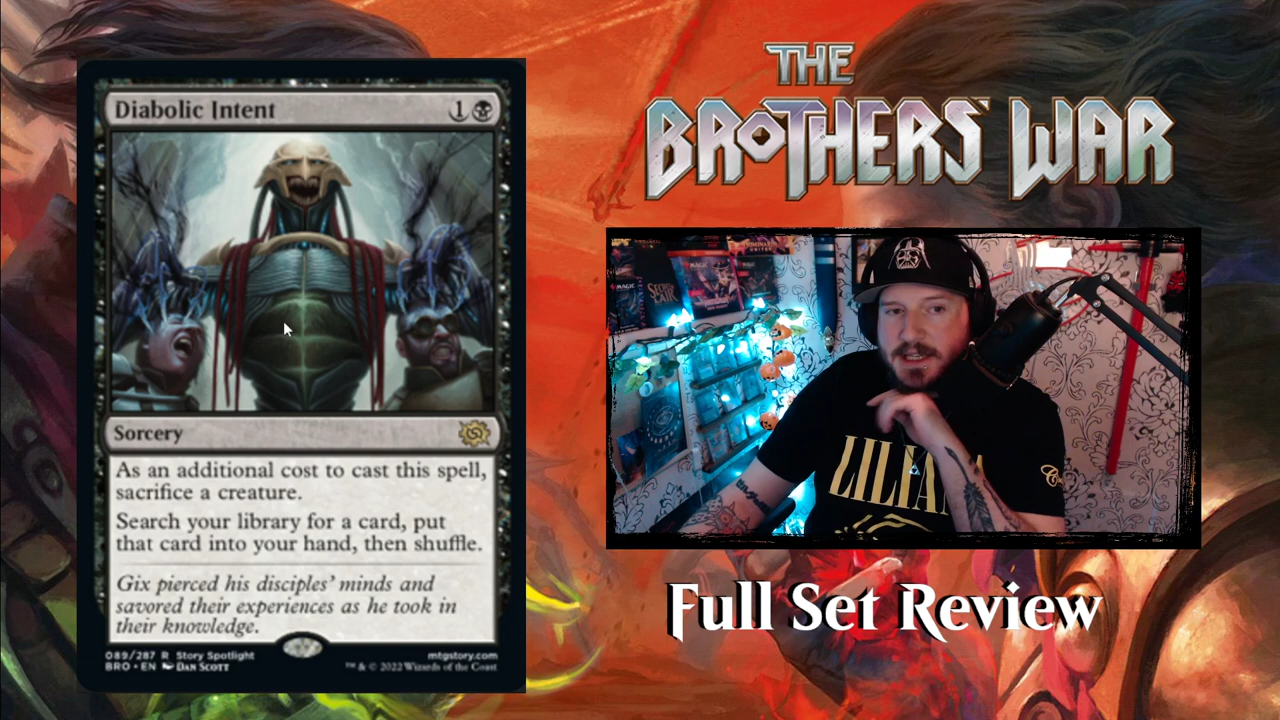 Diabolic Intent
1
Sorcery
As an additional cost to cast this spell,
sacrifice a creature.
Search your library for a card, put
that card into your hand, then shuffle.
Gix pierced his disciples' minds and
savored their experiences as he took in
their knowledge.
089/287 R Story Spotlight
mtgstory.com
BRO • EN DAN SCOTT
™ & © 2022 Wizards of the Coast
THE
BROTHERS' WAR
MAGIC
LILIA
Full Set Review